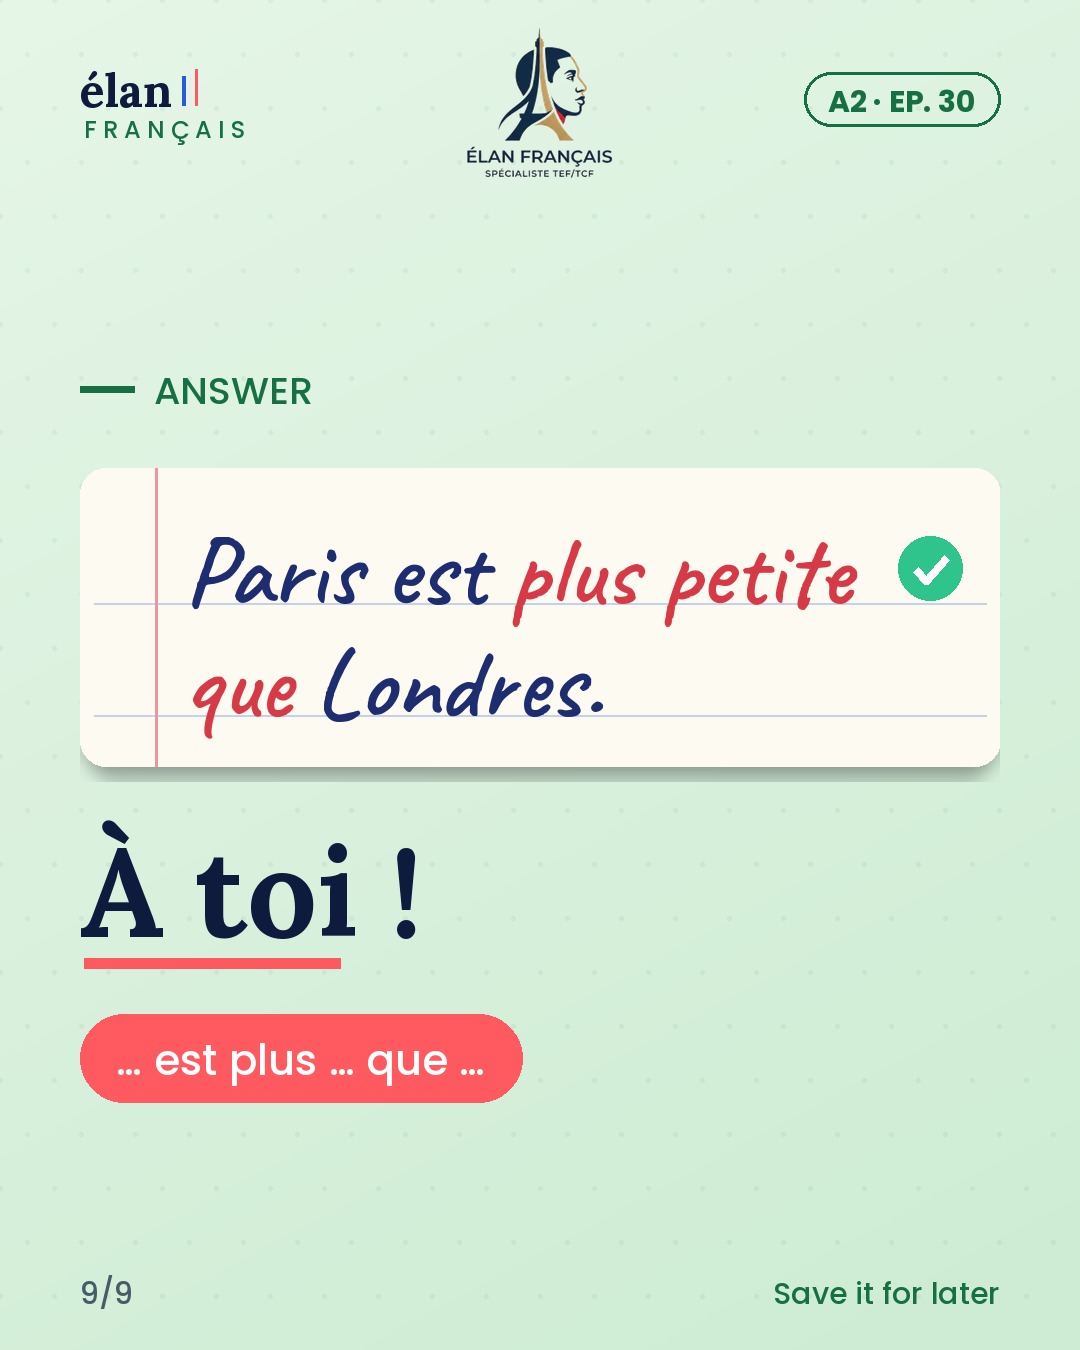 élan
FRANÇAIS
ÉLAN FRANÇAIS
SPÉCIALISTE TEF/TCF
A2 · EP. 30
ANSWER
Paris est plus petite
que Londres.
À toi !
... est plus ... que ...
9/9
Save it for later